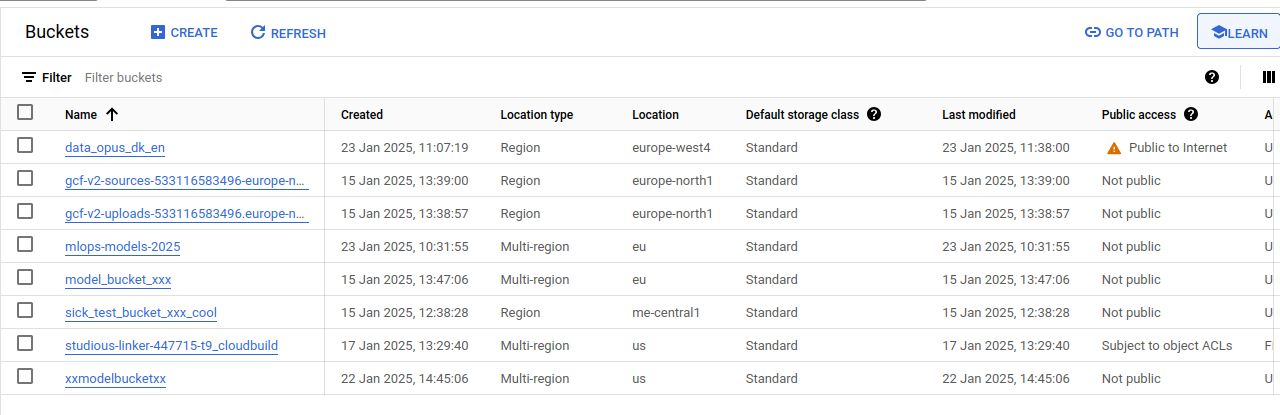 Buckets CREATE REFRESH GO TO PATH LEARN
Filter Filter buckets
Name Created Location type Location Default storage class Last modified Public access A
data_opus_dk_en 23 Jan 2025, 11:07:19 Region europe-west4 Standard 23 Jan 2025, 11:38:00 Public to Internet U
gcf-v2-sources-533116583496-europe-n... 15 Jan 2025, 13:39:00 Region europe-north1 Standard 15 Jan 2025, 13:39:00 Not public U
gcf-v2-uploads-533116583496.europe-n... 15 Jan 2025, 13:38:57 Region europe-north1 Standard 15 Jan 2025, 13:38:57 Not public U
mlops-models-2025 23 Jan 2025, 10:31:55 Multi-region eu Standard 23 Jan 2025, 10:31:55 Not public U
model_bucket_xxx 15 Jan 2025, 13:47:06 Multi-region eu Standard 15 Jan 2025, 13:47:06 Not public U
sick_test_bucket_xxx_cool 15 Jan 2025, 12:38:28 Region me-central1 Standard 15 Jan 2025, 12:38:28 Not public U
studious-linker-447715-t9_cloudbuild 17 Jan 2025, 13:29:40 Multi-region us Standard 17 Jan 2025, 13:29:40 Subject to object ACLs
xxmodelbucketxx 22 Jan 2025, 14:45:06 Multi-region us Standard 22 Jan 2025, 14:45:06 Not public U